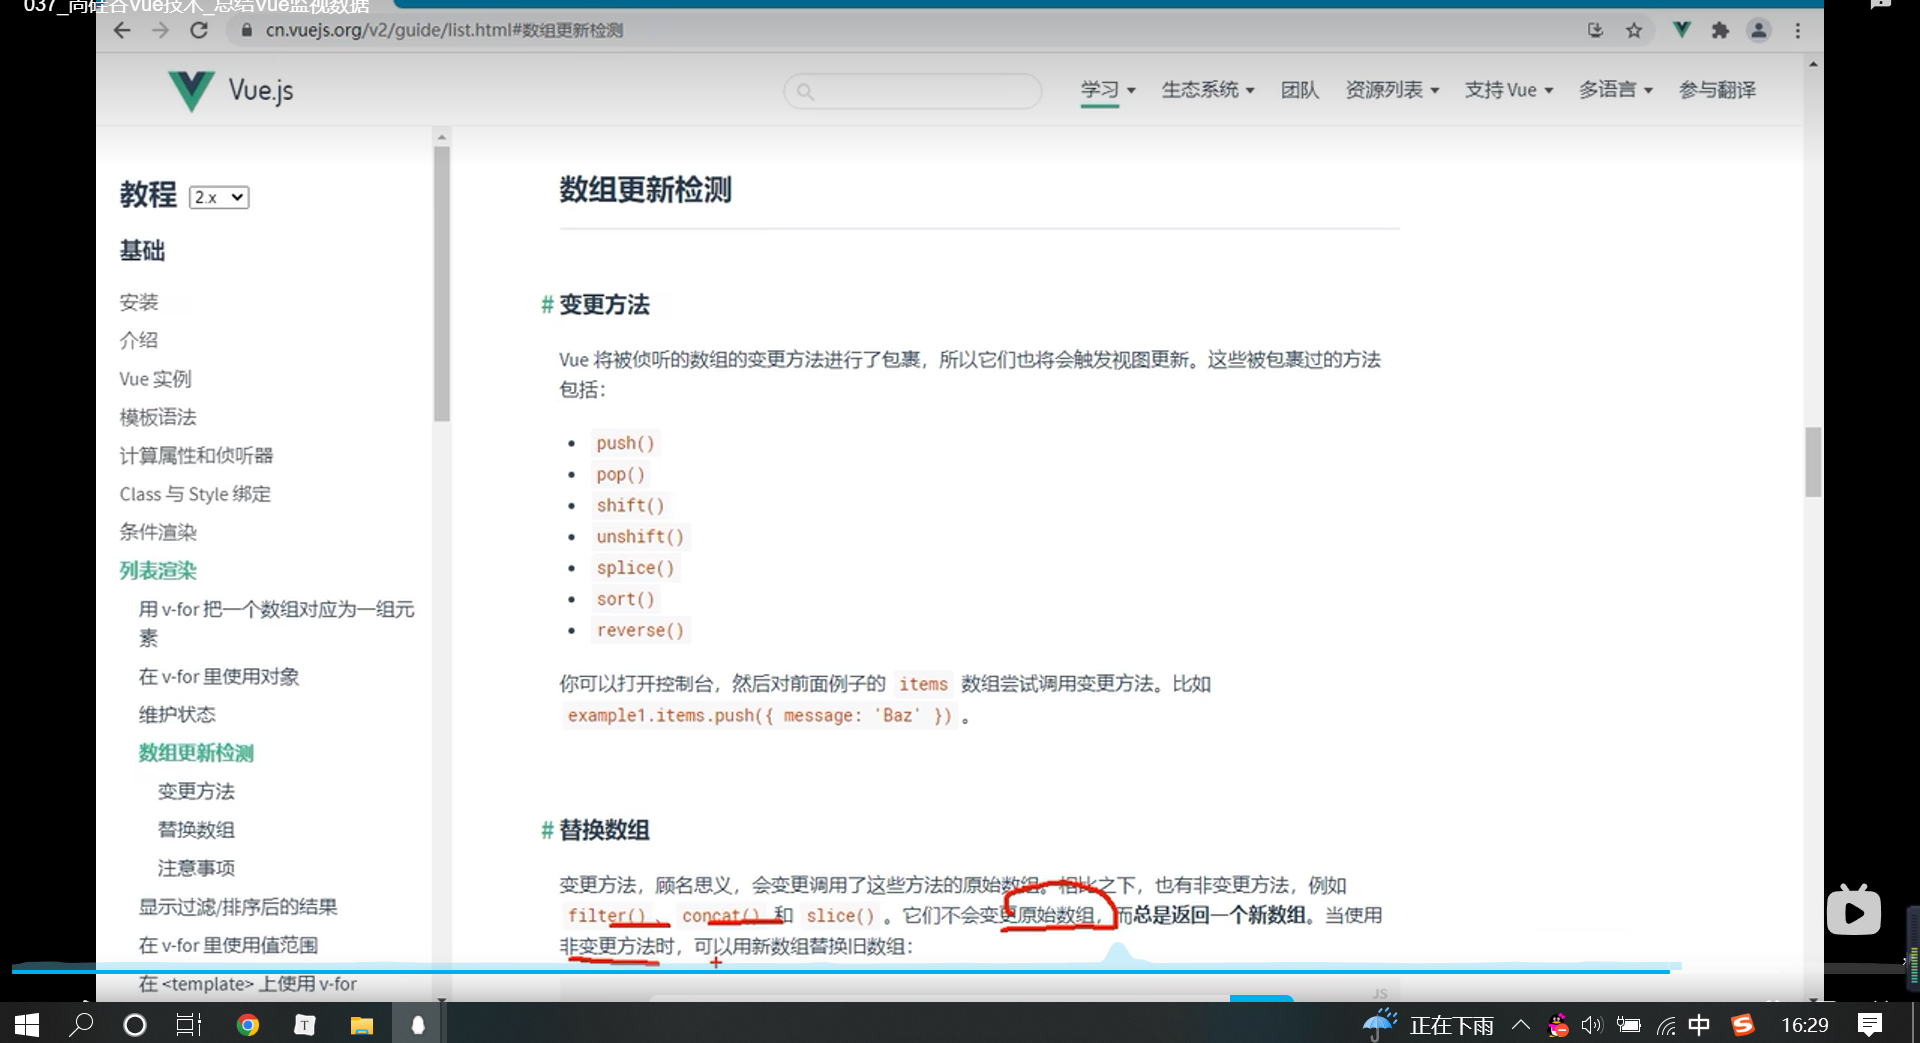 037_尚硅谷Vue技术_总结Vue监视数据
cn.vuejs.org/v2/guide/list.html#数组更新检测
Vue.js
学习 生态系统 团队 资源列表 支持 Vue 多语言 参与翻译
教程 2.x
基础
安装
介绍
Vue 实例
模板语法
计算属性和侦听器
Class 与 Style 绑定
条件渲染
列表渲染
用 v-for 把一个数组对应为一组元
素
在 v-for 里使用对象
维护状态
数组更新检测
变更方法
替换数组
注意事项
显示过滤/排序后的结果
在 v-for 里使用值范围
在 <template> 上使用 v-for
数组更新检测
# 变更方法
Vue 将被侦听的数组的变更方法进行了包裹，所以它们也将会触发视图更新。这些被包裹过的方法
包括：
push()
pop()
shift()
unshift()
splice()
sort()
reverse()
你可以打开控制台，然后对前面例子的 items 数组尝试调用变更方法。比如
example1.items.push({ message: 'Baz' }) 。
# 替换数组
变更方法，顾名思义，会变更调用了这些方法的原始数组。相比之下，也有非变更方法，例如
filter() 、 concat() 和 slice() 。它们不会变更原始数组，而总是返回一个新数组。当使用
非变更方法时，可以用新数组替换旧数组：
JS
T
正在下雨
中
S
16:29